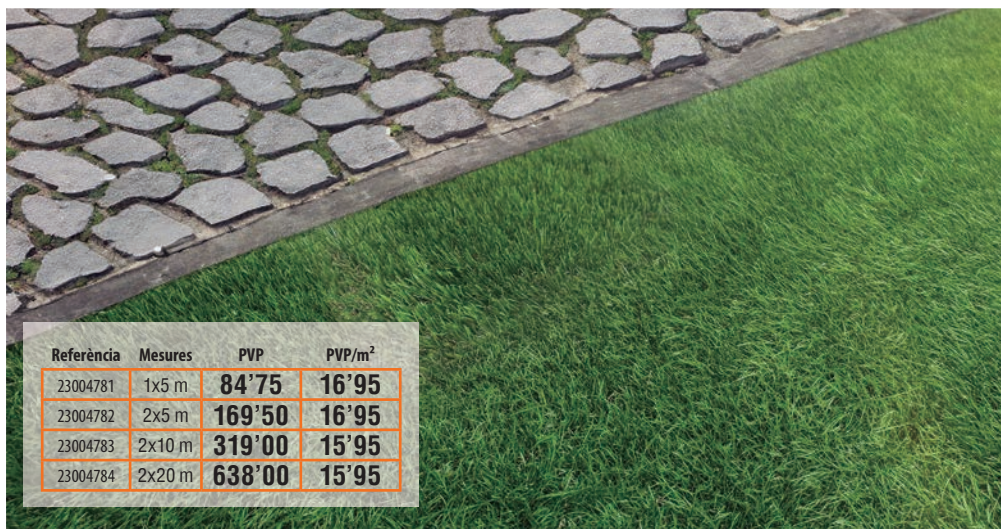 Referència Mesures PVP PVP/m²
23004781 1x5 m 84’75 16’95
23004782 2x5 m 169’50 16’95
23004783 2x10 m 319’00 15’95
23004784 2x20 m 638’00 15’95